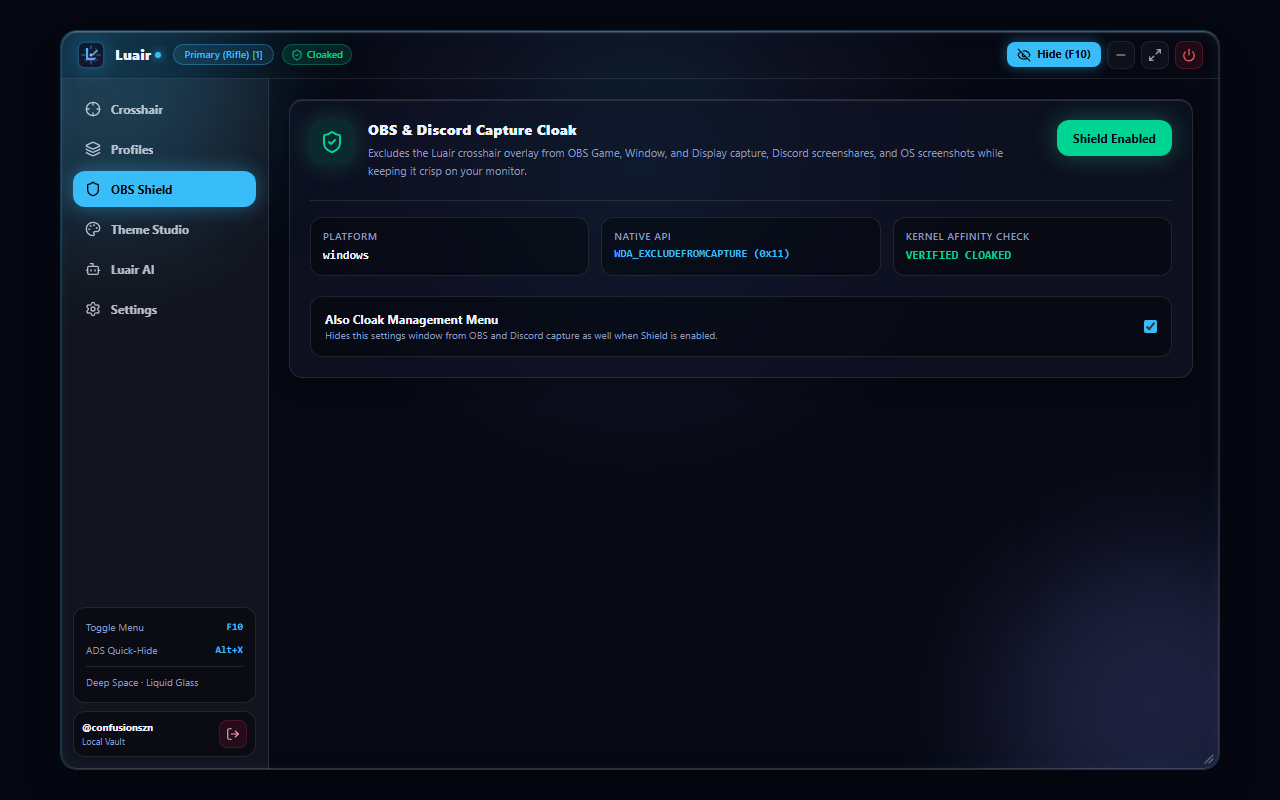 Luair
Primary (Rifle) [1]
Cloaked
Hide (F10)
Crosshair
Profiles
OBS Shield
Theme Studio
Luair AI
Settings
OBS & Discord Capture Cloak
Excludes the Luair crosshair overlay from OBS Game, Window, and Display capture, Discord screenshares, and OS screenshots while
keeping it crisp on your monitor.
Shield Enabled
PLATFORM
windows
NATIVE API
WDA_EXCLUDEFROMCAPTURE (0x11)
KERNEL AFFINITY CHECK
VERIFIED CLOAKED
Also Cloak Management Menu
Hides this settings window from OBS and Discord capture as well when Shield is enabled.
Toggle Menu F10
ADS Quick-Hide Alt+X
Deep Space · Liquid Glass
@confusionszn
Local Vault